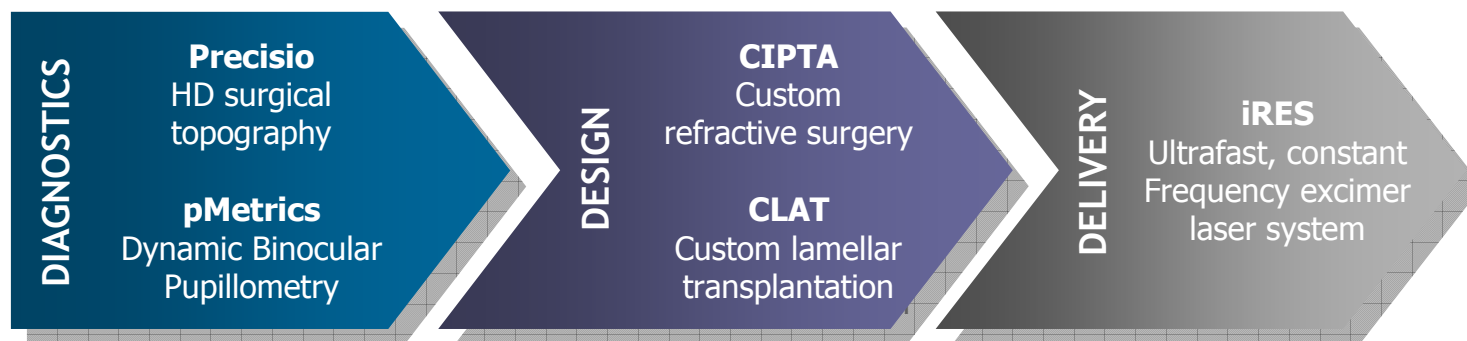 DIAGNOSTICS
Precisio
HD surgical
topography
pMetrics
Dynamic Binocular
Pupillometry
DESIGN
CIPTA
Custom
refractive surgery
CLAT
Custom lamellar
transplantation
DELIVERY
iRES
Ultrafast, constant
Frequency excimer
laser system